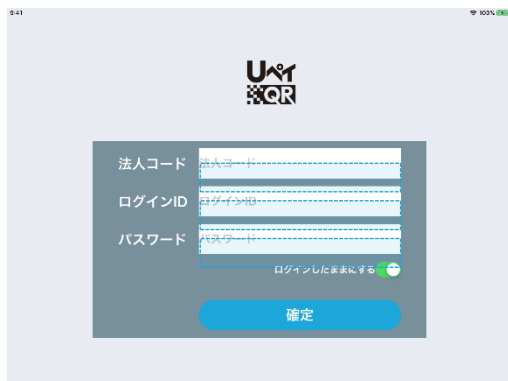 9:41
100%
Uペイ
QR
法人コード 法人コード
ログインID ログインID
パスワード パスワード
ログインしたままにする
確定